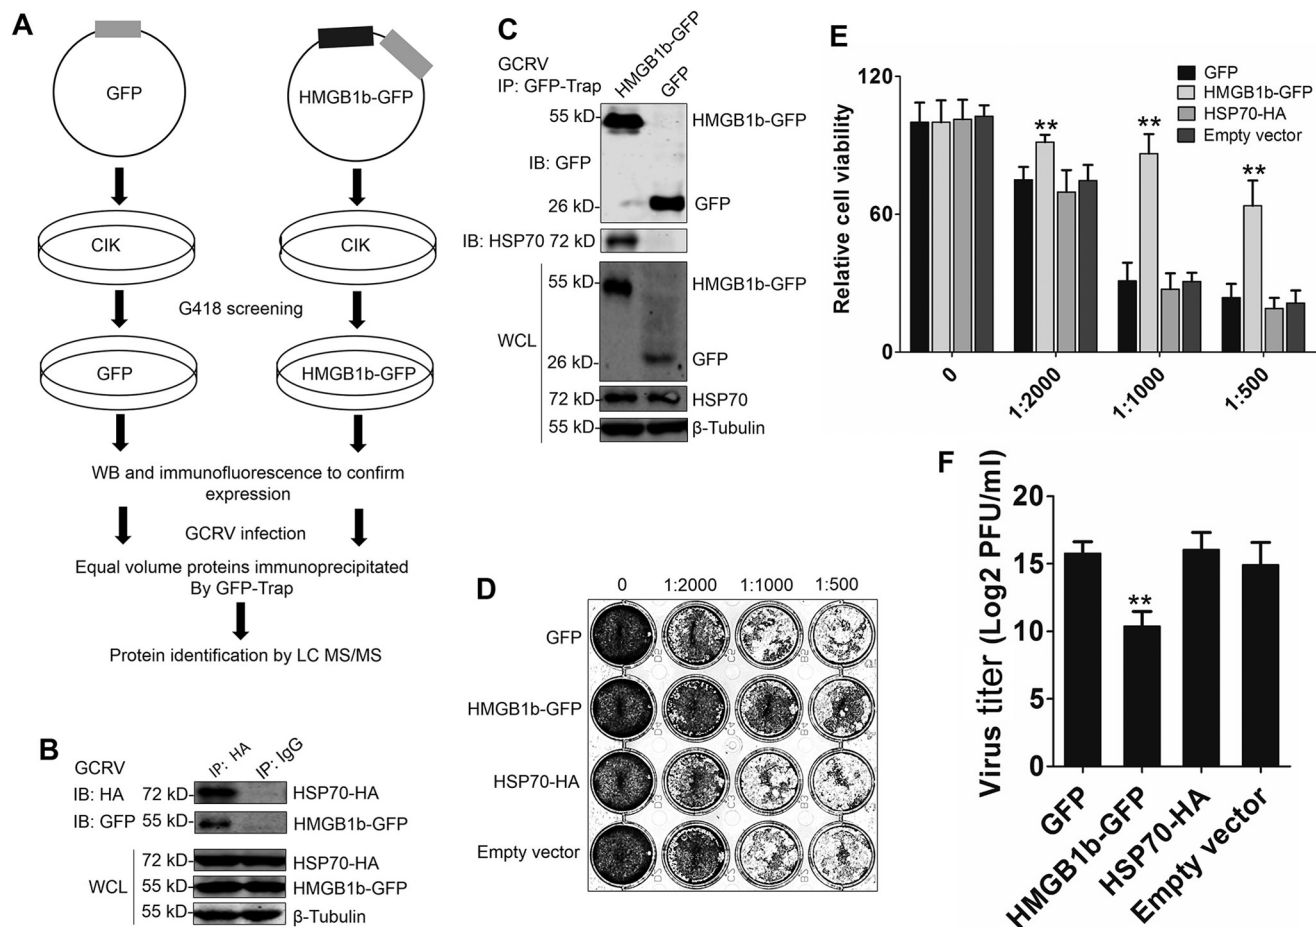 A
GFP
HMGB1b-GFP
CIK
CIK
G418 screening
GFP
HMGB1b-GFP
WB and immunofluorescence to confirm
expression
GCRV infection
Equal volume proteins immunoprecipitated
By GFP-Trap
Protein identification by LC MS/MS
B
GCRV
IP: HA
IP: IgG
IB: HA 72 kD
HSP70-HA
IB: GFP 55 kD
HMGB1b-GFP
WCL
72 kD
HSP70-HA
55 kD
HMGB1b-GFP
55 kD
β-Tubulin
C
GCRV
IP: GFP-Trap
HMGB1b-GFP
GFP
55 kD
HMGB1b-GFP
IB: GFP
26 kD
GFP
IB: HSP70 72 kD
WCL
55 kD
HMGB1b-GFP
26 kD
GFP
72 kD
HSP70
55 kD
β-Tubulin
D
0 1:2000 1:1000 1:500
GFP
HMGB1b-GFP
HSP70-HA
Empty vector
E
Relative cell viability
120
60
0
GFP
HMGB1b-GFP
HSP70-HA
Empty vector
** ** **
0 1:2000 1:1000 1:500
F
Virus titer (Log2 PFU/ml)
20
15
10
5
0
**
GFP
HMGB1b-GFP
HSP70-HA
Empty vector